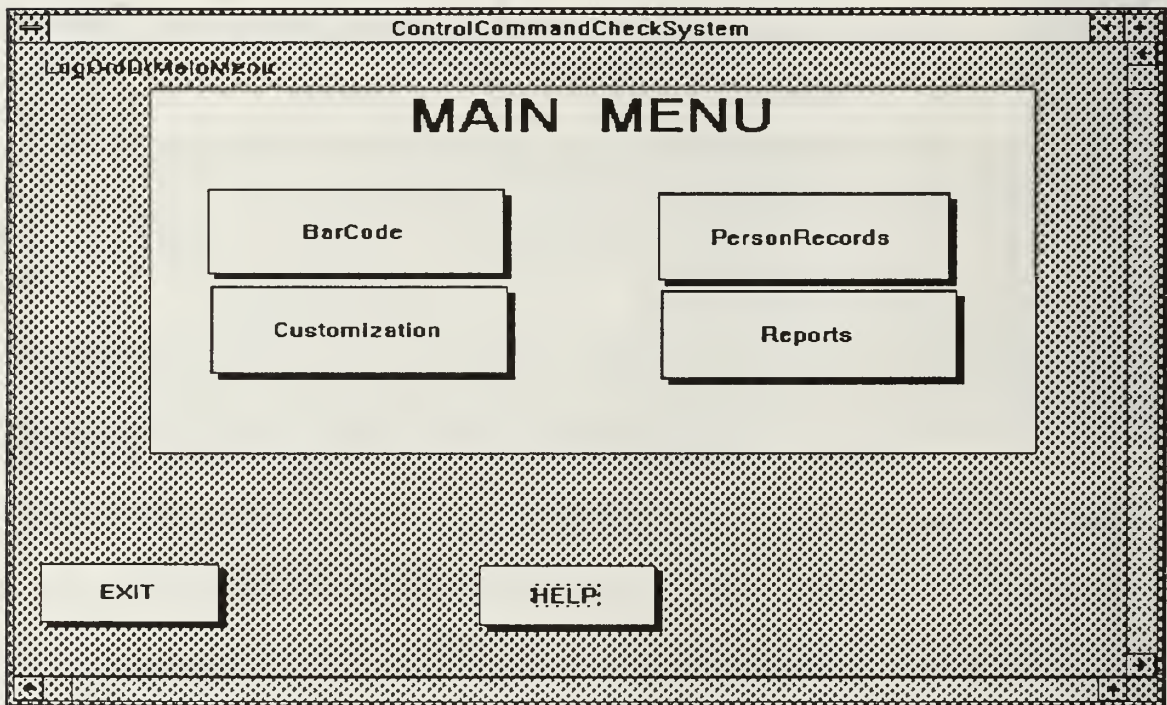 ControlCommandCheckSystem
MAIN MENU
BarCode
PersonRecords
Customization
Reports
EXIT
HELP